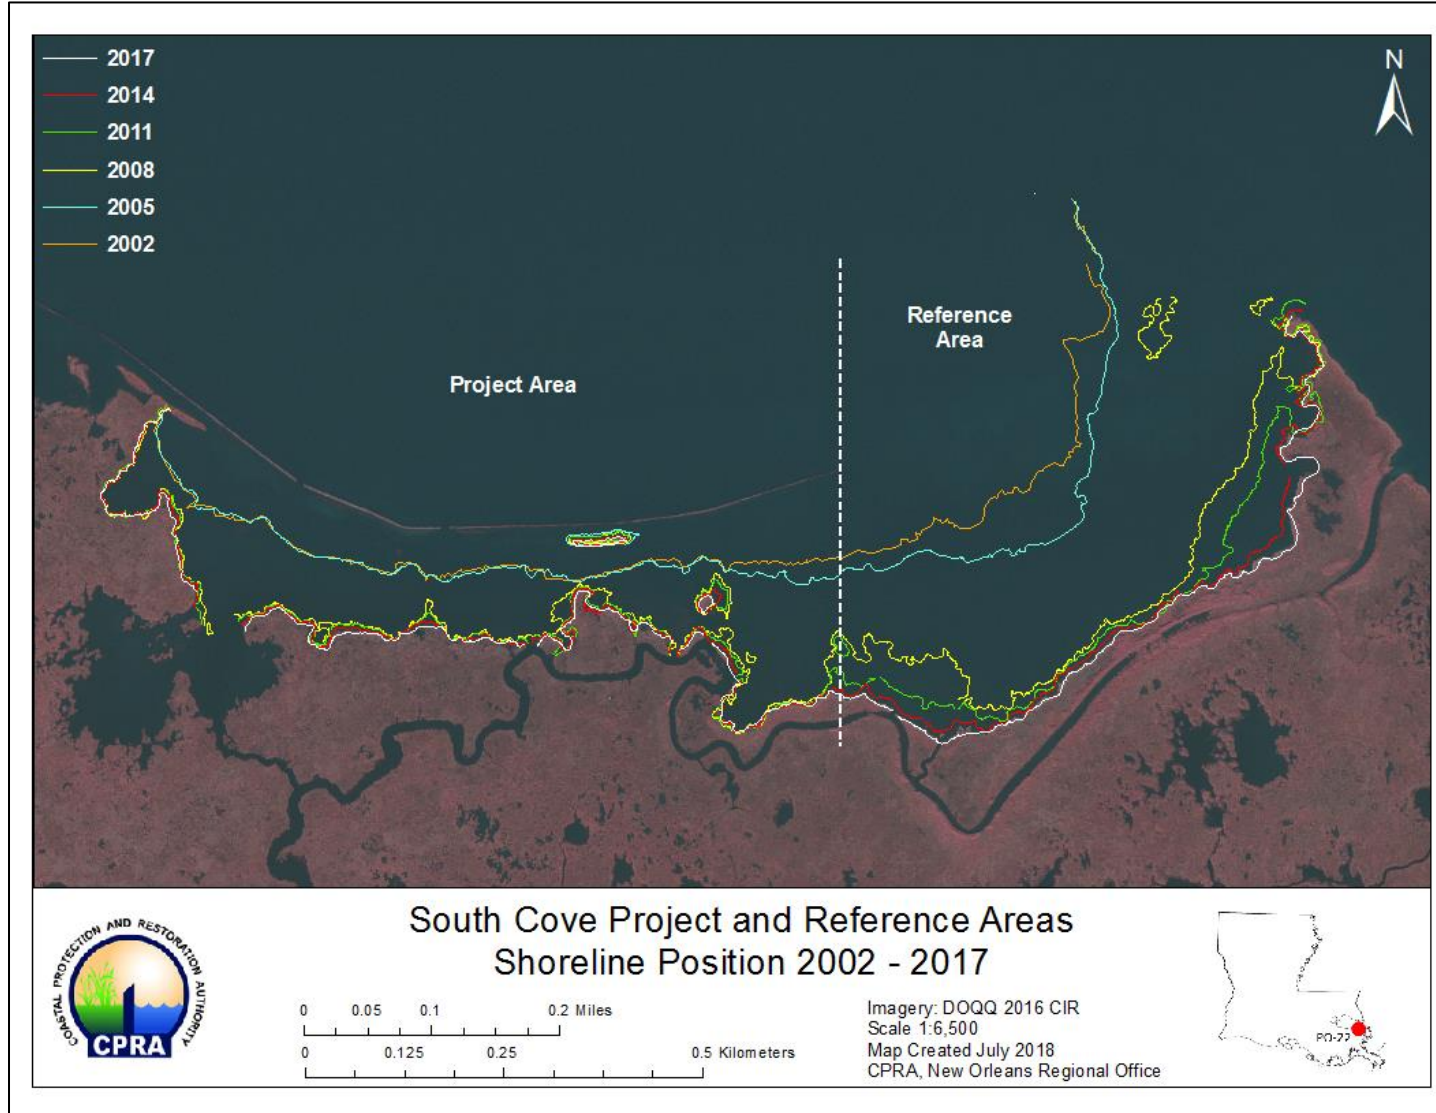 2017
2014
2011
2008
2005
2002
N
Project Area
Reference
Area
South Cove Project and Reference Areas
Shoreline Position 2002 - 2017
COASTAL PROTECTION AND RESTORATION AUTHORITY
CPRA
0 0.05 0.1 0.2 Miles
0 0.125 0.25 0.5 Kilometers
Imagery: DOQQ 2016 CIR
Scale 1:6,500
Map Created July 2018
CPRA, New Orleans Regional Office
PO-22